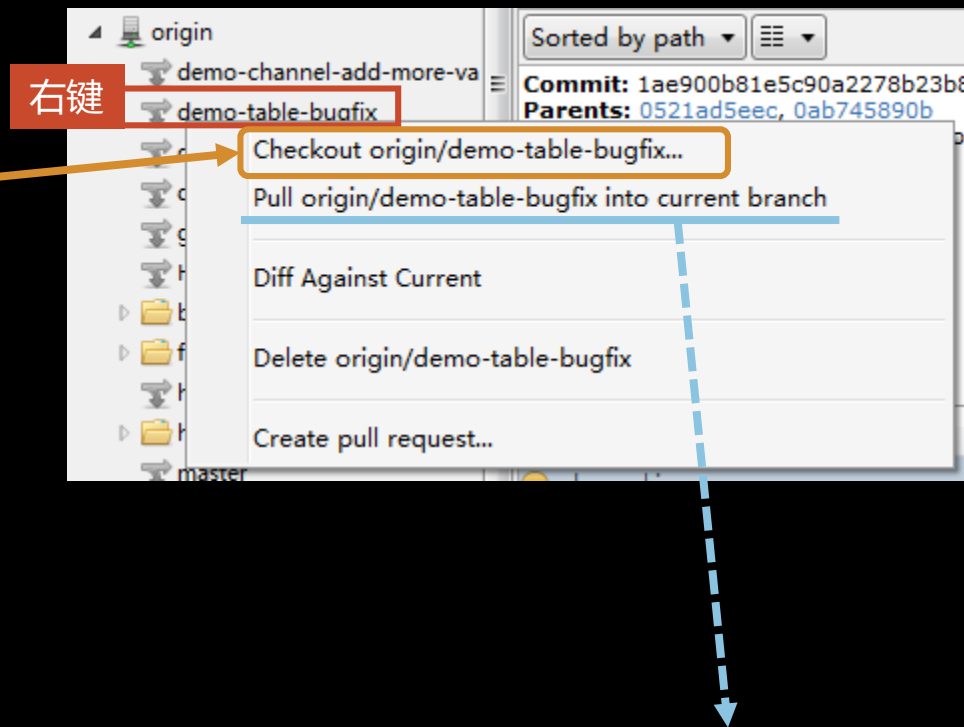 origin
Sorted by path
demo-channel-add-more-va
Commit: 1ae900b81e5c90a2278b23b8
右键
demo-table-bugfix
Parents: 0521ad5eec, 0ab745890b
Checkout origin/demo-table-bugfix...
Pull origin/demo-table-bugfix into current branch
Diff Against Current
Delete origin/demo-table-bugfix
Create pull request...
master